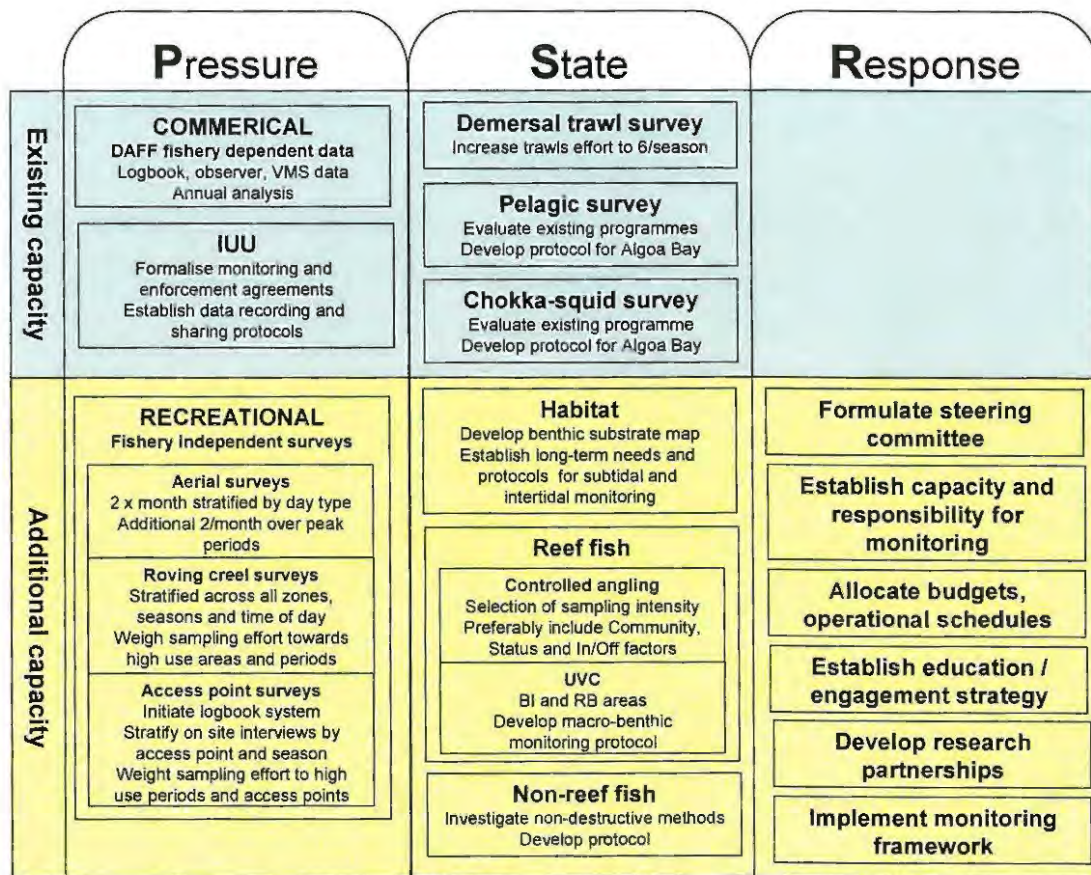 Pressure
State
Response
Existing capacity
COMMERICAL
DAFF fishery dependent data
Logbook, observer, VMS data
Annual analysis
IUU
Formalise monitoring and
enforcement agreements
Establish data recording and
sharing protocols
Demersal trawl survey
Increase trawls effort to 6/season
Pelagic survey
Evaluate existing programmes
Develop protocol for Algoa Bay
Chokka-squid survey
Evaluate existing programme
Develop protocol for Algoa Bay
Additional capacity
RECREATIONAL
Fishery independent surveys
Aerial surveys
2 x month stratified by day type
Additional 2/month over peak
periods
Roving creel surveys
Stratified across all zones,
seasons and time of day
Weigh sampling effort towards
high use areas and periods
Access point surveys
Initiate logbook system
Stratify on site interviews by
access point and season
Weight sampling effort to high
use periods and access points
Habitat
Develop benthic substrate map
Establish long-term needs and
protocols for subtidal and
intertidal monitoring
Reef fish
Controlled angling
Selection of sampling intensity
Preferably include Community,
Status and In/Off factors
UVC
BI and RB areas
Develop macro-benthic
monitoring protocol
Non-reef fish
Investigate non-destructive methods
Develop protocol
Formulate steering
committee
Establish capacity and
responsibility for
monitoring
Allocate budgets,
operational schedules
Establish education /
engagement strategy
Develop research
partnerships
Implement monitoring
framework